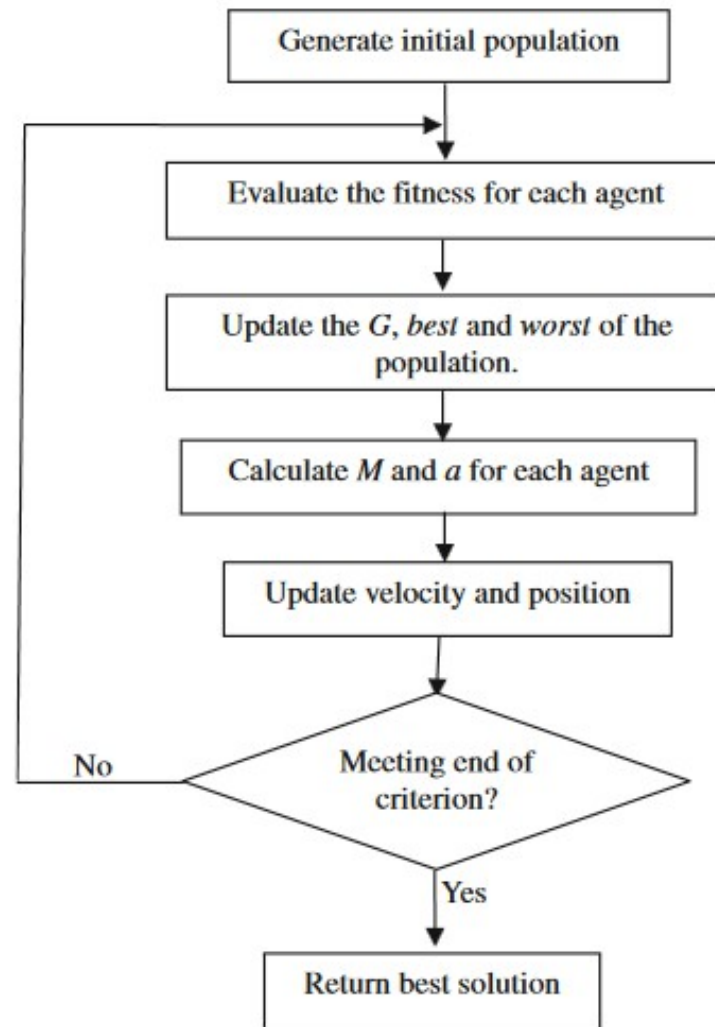 Generate initial population
Evaluate the fitness for each agent
Update the G, best and worst of the
population.
Calculate M and a for each agent
Update velocity and position
No
Meeting end of
criterion?
Yes
Return best solution